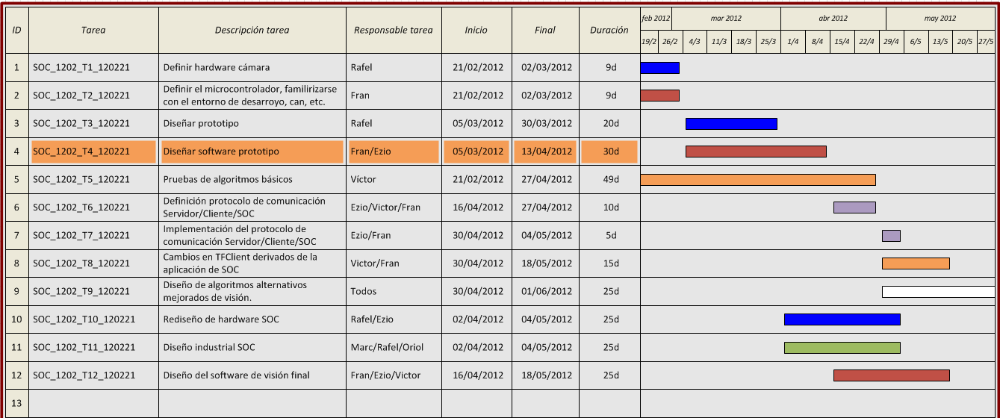 ID Tarea Descripción tarea Responsable tarea Inicio Final Duración feb 2012 mar 2012 abr 2012 may 2012
19/2 26/2 4/3 11/3 18/3 25/3 1/4 8/4 15/4 22/4 29/4 6/5 13/5 20/5 27/5
1 SOC_1202_T1_120221 Definir hardware cámara Rafel 21/02/2012 02/03/2012 9d
2 SOC_1202_T2_120221 Definir el microcontrolador, familirizarse
con el entorno de desarroyo, can, etc. Fran 21/02/2012 02/03/2012 9d
3 SOC_1202_T3_120221 Diseñar prototipo Rafel 05/03/2012 30/03/2012 20d
4 SOC_1202_T4_120221 Diseñar software prototipo Fran/Ezio 05/03/2012 13/04/2012 30d
5 SOC_1202_T5_120221 Pruebas de algoritmos básicos Víctor 21/02/2012 27/04/2012 49d
6 SOC_1202_T6_120221 Definición protocolo de comunicación
Servidor/Cliente/SOC Ezio/Victor/Fran 16/04/2012 27/04/2012 10d
7 SOC_1202_T7_120221 Implementación del protocolo de
comunicación Servidor/Cliente/SOC Ezio/Fran 30/04/2012 04/05/2012 5d
8 SOC_1202_T8_120221 Cambios en TFClient derivados de la
aplicación de SOC Victor/Fran 30/04/2012 18/05/2012 15d
9 SOC_1202_T9_120221 Diseño de algoritmos alternativos
mejorados de visión. Todos 30/04/2012 01/06/2012 25d
10 SOC_1202_T10_120221 Rediseño de hardware SOC Rafel/Ezio 02/04/2012 04/05/2012 25d
11 SOC_1202_T11_120221 Diseño industrial SOC Marc/Rafel/Oriol 02/04/2012 04/05/2012 25d
12 SOC_1202_T12_120221 Diseño del software de visión final Fran/Ezio/Victor 16/04/2012 18/05/2012 25d
13